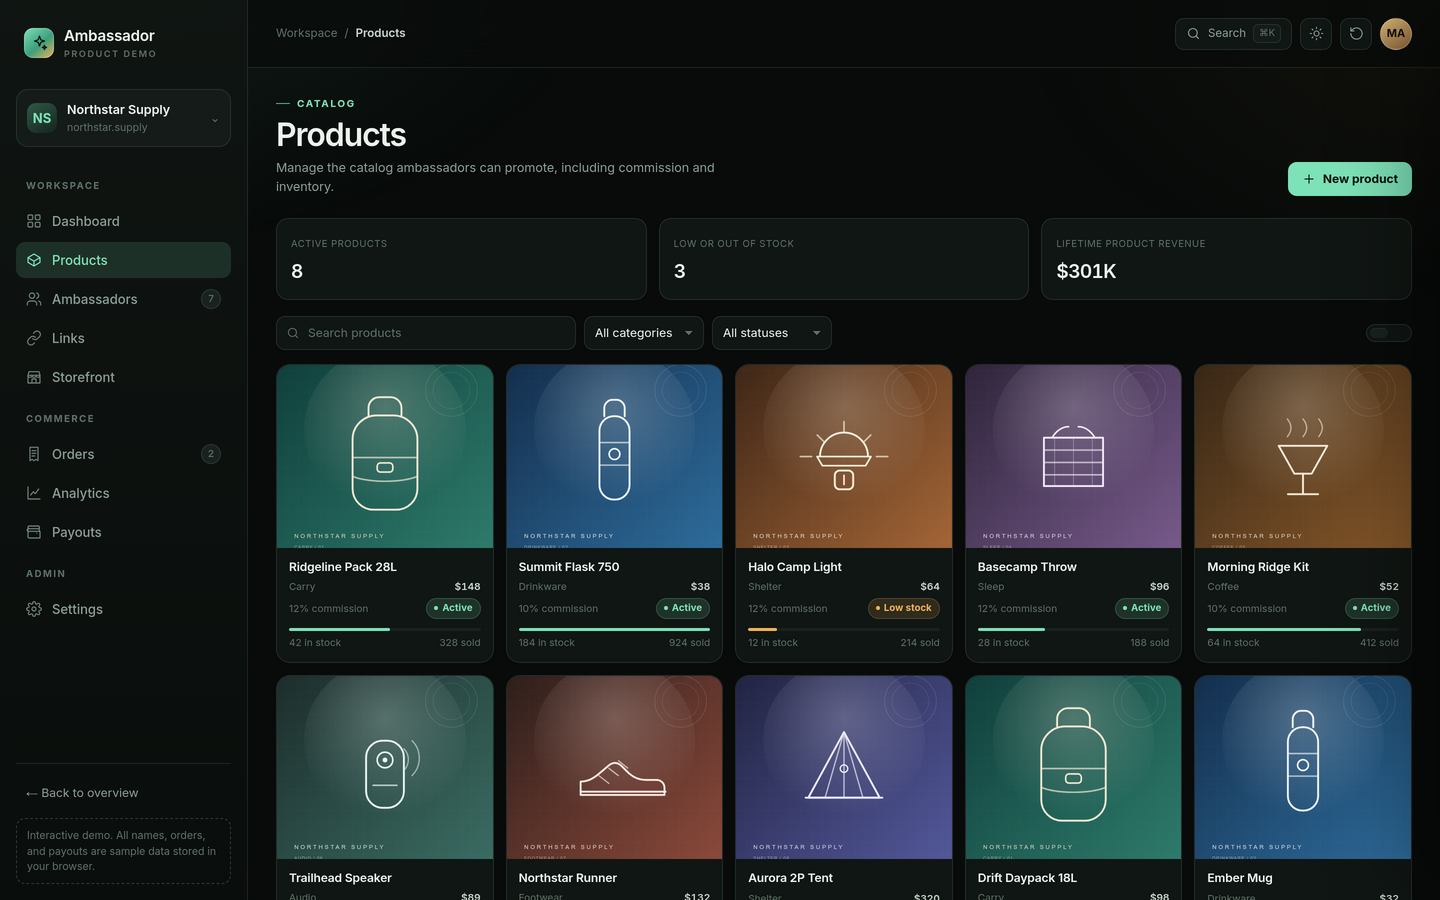 Ambassador
PRODUCT DEMO
NS
Northstar Supply
northstar.supply
WORKSPACE
Dashboard
Products
Ambassadors 7
Links
Storefront
COMMERCE
Orders 2
Analytics
Payouts
ADMIN
Settings
← Back to overview
Interactive demo. All names, orders,
and payouts are sample data stored in
your browser.
Workspace / Products
Search ⌘K
MA
CATALOG
Products
Manage the catalog ambassadors can promote, including commission and
inventory.
+ New product
ACTIVE PRODUCTS
8
LOW OR OUT OF STOCK
3
LIFETIME PRODUCT REVENUE
$301K
Search products
All categories
All statuses
NORTHSTAR SUPPLY
Ridgeline Pack 28L
Carry $148
12% commission Active
42 in stock 328 sold
NORTHSTAR SUPPLY
Summit Flask 750
Drinkware $38
10% commission Active
184 in stock 924 sold
NORTHSTAR SUPPLY
Halo Camp Light
Shelter $64
12% commission Low stock
12 in stock 214 sold
NORTHSTAR SUPPLY
Basecamp Throw
Sleep $96
12% commission Active
28 in stock 188 sold
NORTHSTAR SUPPLY
Morning Ridge Kit
Coffee $52
10% commission Active
64 in stock 412 sold
NORTHSTAR SUPPLY
Trailhead Speaker
Audio $89
NORTHSTAR SUPPLY
Northstar Runner
Footwear $132
NORTHSTAR SUPPLY
Aurora 2P Tent
Shelter $320
NORTHSTAR SUPPLY
Drift Daypack 18L
Carry $98
NORTHSTAR SUPPLY
Ember Mug
Drinkware $32